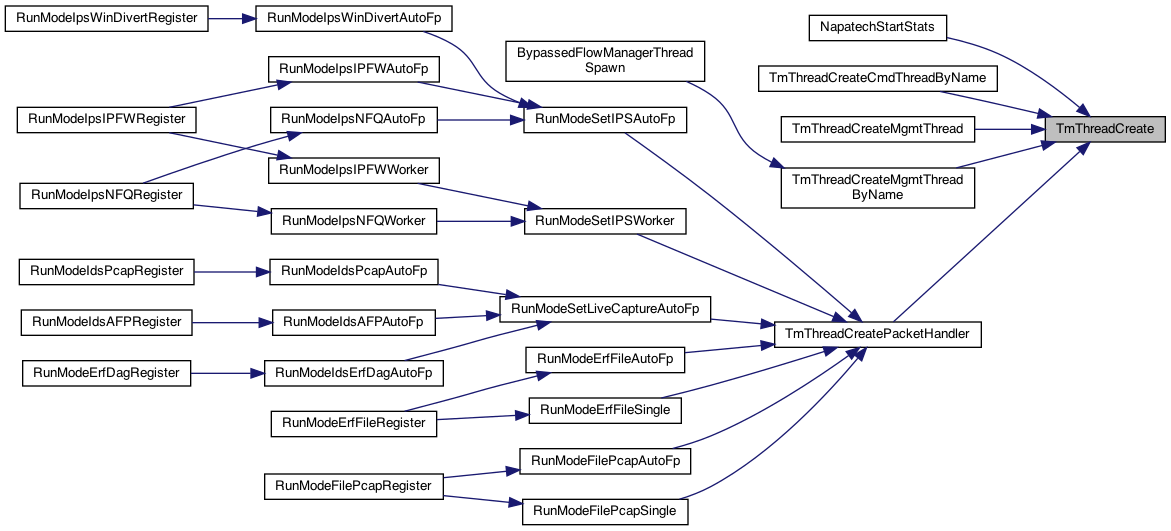 RunModeIpsWinDivertRegister
RunModeIpsWinDivertAutoFp
NapatechStartStats
BypassedFlowManagerThread
Spawn
RunModeIpsIPFWAutoFp
TmThreadCreateCmdThreadByName
RunModeIpsIPFWRegister
RunModeIpsNFQAutoFp
RunModeSetIPSAutoFp
TmThreadCreateMgmtThread
TmThreadCreate
RunModeIpsIPFWWorker
TmThreadCreateMgmtThread
ByName
RunModeIpsNFQRegister
RunModeIpsNFQWorker
RunModeSetIPSWorker
RunModeIdsPcapRegister
RunModeIdsPcapAutoFp
RunModeSetLiveCaptureAutoFp
RunModeIdsAFPRegister
RunModeIdsAFPAutoFp
TmThreadCreatePacketHandler
RunModeErfFileAutoFp
RunModeErfDagRegister
RunModeIdsErfDagAutoFp
RunModeErfFileSingle
RunModeErfFileRegister
RunModeFilePcapAutoFp
RunModeFilePcapRegister
RunModeFilePcapSingle